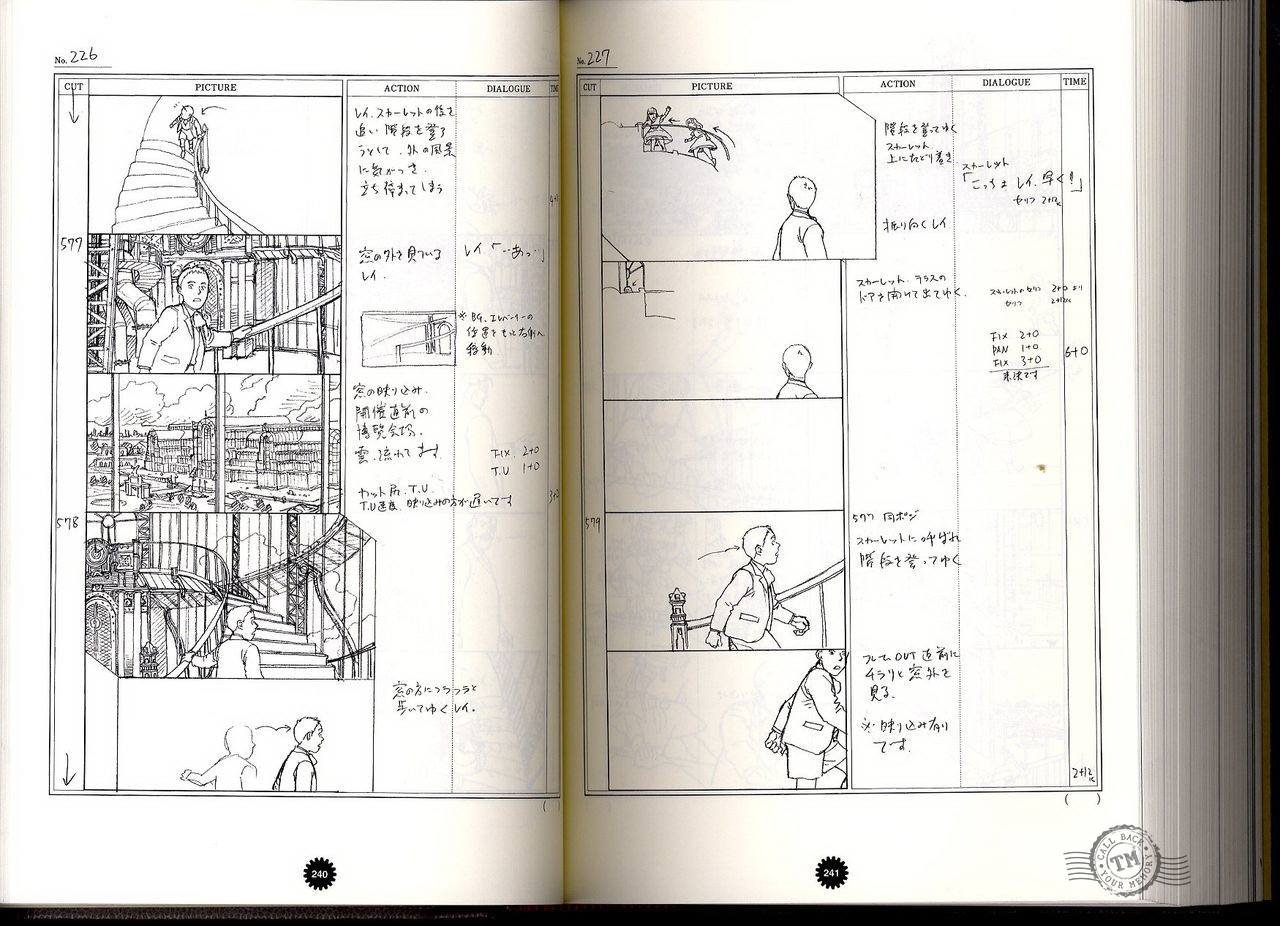 No. 226
CUT
PICTURE
ACTION
DIALOGUE
レイ、スカーレットの後を
追い、階段を登ろ
うとして、外の風景
に気がつき、
立ち停まってしまう
577
窓の外を見ている
レイ。
レイ「…あっ…」
※BG、エレベーターの
位置をもっと右側へ
移動
窓の映り込み。
開催直前の
博覧会場。
雲、流れてます。
FIX 2+0
T.U 1+0
カット尻、T.U.
T.U速度、映り込みの方が遅いです
578
窓の方にフラフラと
歩いてゆくレイ。
240
No. 227
CUT
PICTURE
ACTION
DIALOGUE
TIME
階段を登ってゆく
スカーレット
上にたどり着き
スカーレット
「こっちよ レイ、早く!」
セリフ 2+12K
振り向くレイ
スカーレット、テラスの
ドアを開けて出てゆく。
スカーレットのセリフ 2+0 より
セリフ 2+12K
FIX 2+0
PAN 1+0
FIX 3+0
6+0
579
577 同ポジ
スカーレットに呼ばれ
階段を登ってゆく
フレームOUT 直前に
チラリと窓外を
見る。
※映り込み有り
です。
2+12K
( )
241
CALL BACK
TM
YOUR MEMORY